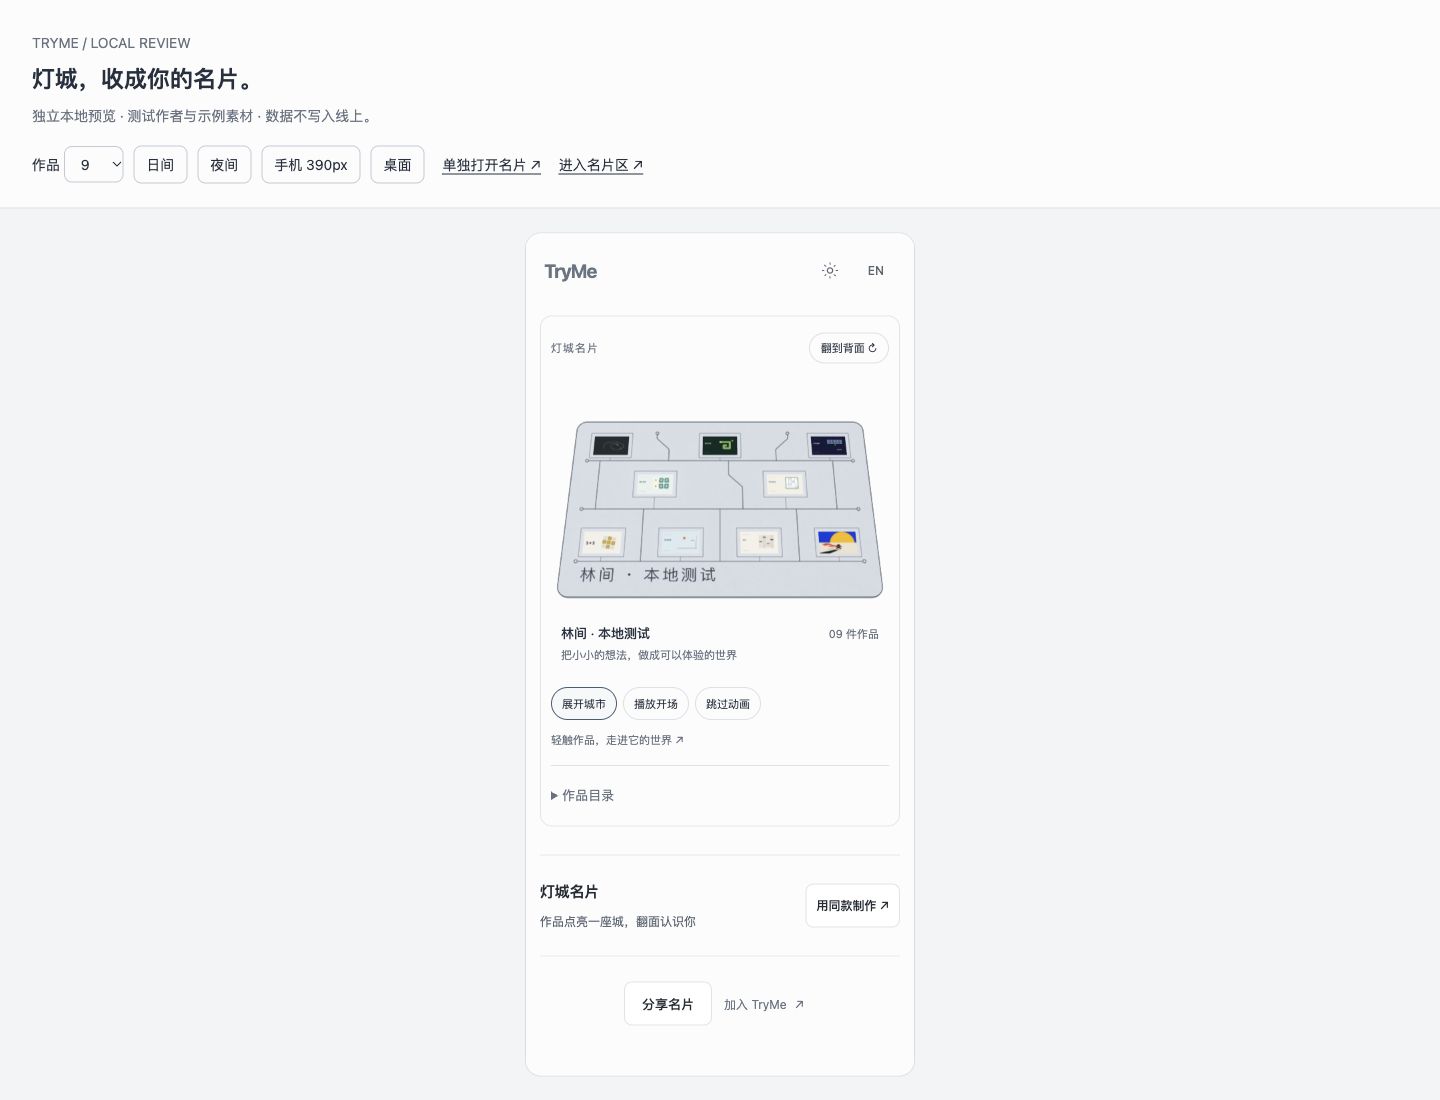 TRYME / LOCAL REVIEW
灯城，收成你的名片。
独立本地预览 · 测试作者与示例素材 · 数据不写入线上。
作品 9 日间 夜间 手机 390px 桌面 单独打开名片 ↗ 进入名片区 ↗
TryMe EN
灯城名片 翻到背面 ↻
林间 · 本地测试
林间 · 本地测试 09 件作品
把小小的想法，做成可以体验的世界
展开城市 播放开场 跳过动画
轻触作品，走进它的世界 ↗
▶ 作品目录
灯城名片
作品点亮一座城，翻面认识你
用同款制作 ↗
分享名片 加入 TryMe ↗